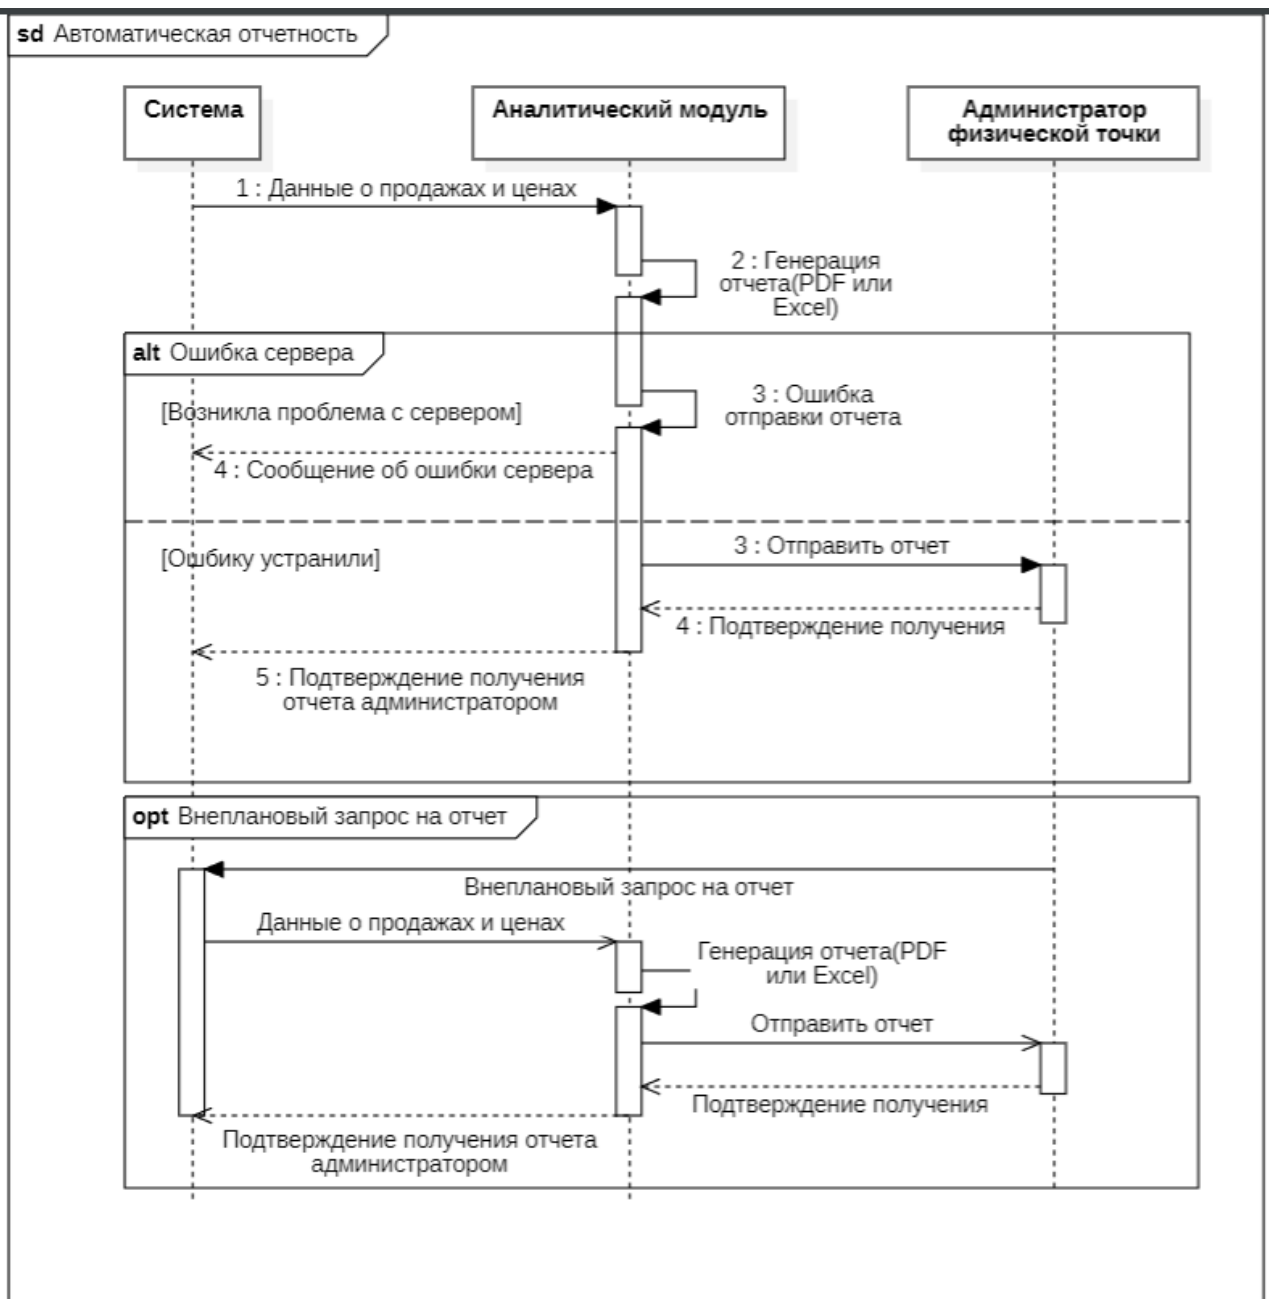 sd Автоматическая отчетность
Система
Аналитический модуль
Администратор
физической точки
1 : Данные о продажах и ценах
2 : Генерация
отчета(PDF или
Excel)
alt Ошибка сервера
[Возникла проблема с сервером]
3 : Ошибка
отправки отчета
4 : Сообщение об ошибки сервера
[Ошбику устранили]
3 : Отправить отчет
4 : Подтверждение получения
5 : Подтверждение получения
отчета администратором
opt Внеплановый запрос на отчет
Внеплановый запрос на отчет
Данные о продажах и ценах
Генерация отчета(PDF
или Excel)
Отправить отчет
Подтверждение получения
Подтверждение получения отчета
администратором